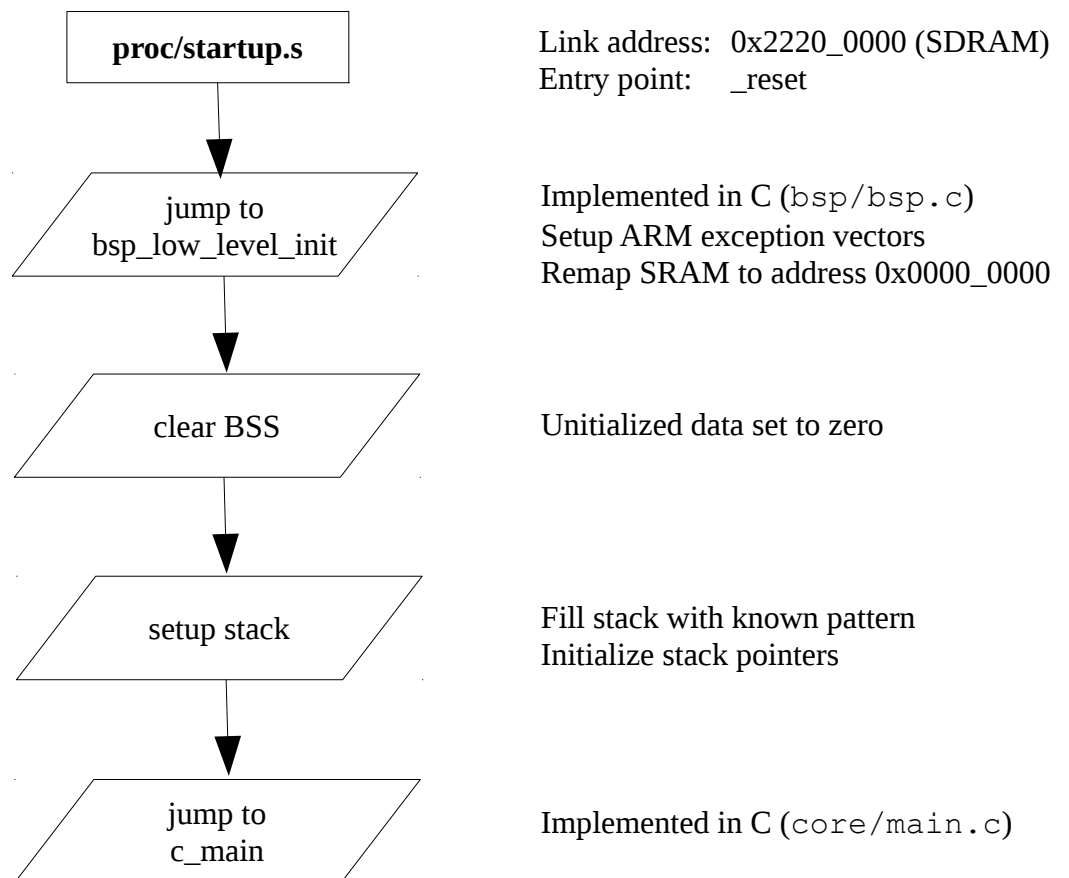 proc/startup.s
Link address: 0x2220_0000 (SDRAM)
Entry point: _reset
jump to
bsp_low_level_init
Implemented in C (bsp/bsp.c)
Setup ARM exception vectors
Remap SRAM to address 0x0000_0000
clear BSS
Unitialized data set to zero
setup stack
Fill stack with known pattern
Initialize stack pointers
jump to
c_main
Implemented in C (core/main.c)